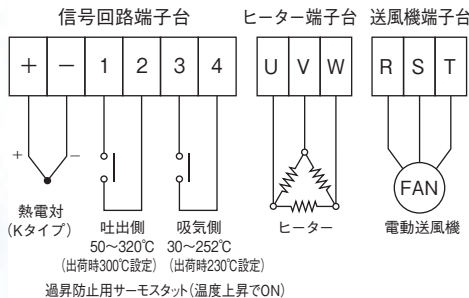 信号回路端子台 ヒーター端子台 送風機端子台
+ − 1 2 3 4 U V W R S T
+ −
FAN
熱電対
(Kタイプ)
吐出側
50〜320℃
(出荷時300℃設定)
吸気側
30〜252℃
(出荷時230℃設定)
ヒーター
電動送風機
過昇防止用サーモスタット(温度上昇でON)